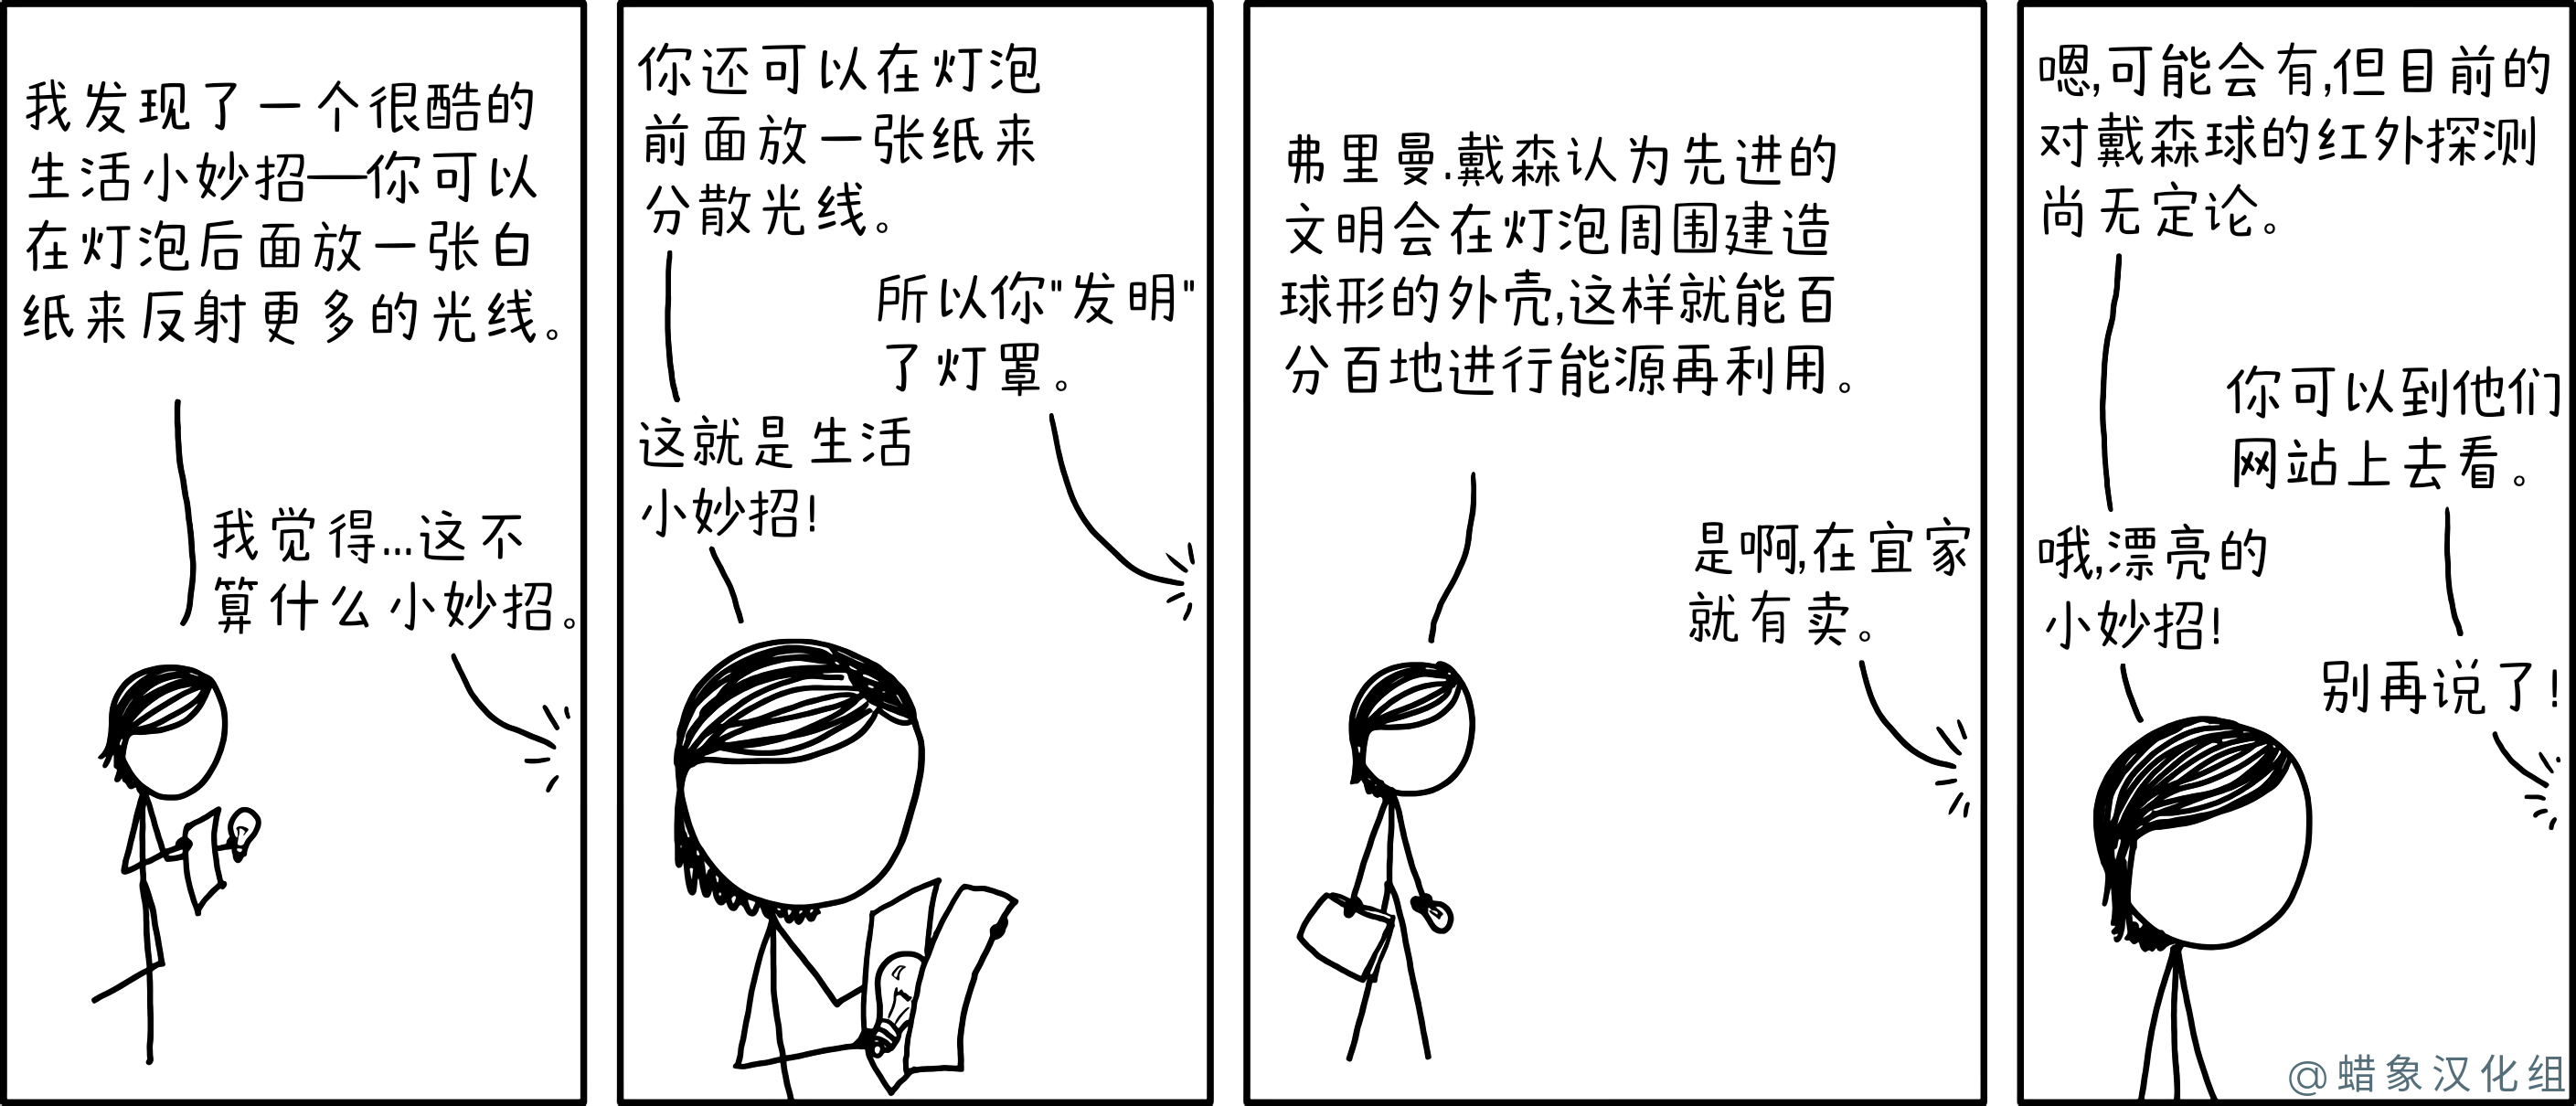 我发现了一个很酷的
生活小妙招——你可以
在灯泡后面放一张白
纸来反射更多的光线。
我觉得...这不
算什么小妙招。
你还可以在灯泡
前面放一张纸来
分散光线。
所以你"发明"
了灯罩。
这就是生活
小妙招!
弗里曼.戴森认为先进的
文明会在灯泡周围建造
球形的外壳,这样就能百
分百地进行能源再利用。
是啊,在宜家
就有卖。
嗯,可能会有,但目前的
对戴森球的红外探测
尚无定论。
你可以到他们
网站上去看。
哦,漂亮的
小妙招!
别再说了!
@蜡象汉化组